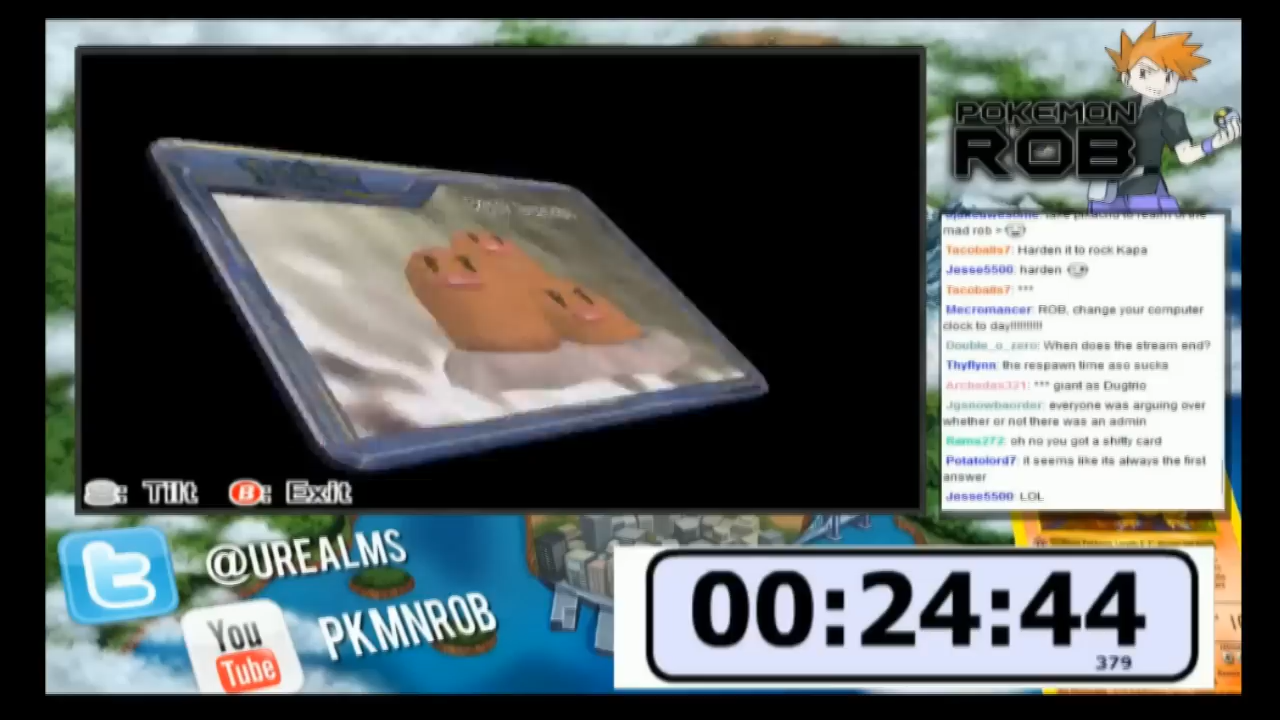 POKEMON
ROB
mad rob =
Tacoballs7: Harden it to rock Kapa
Jesse5500: harden
Tacoballs7: ***
Mecromancer: ROB, change your computer
clock to day!!!!!!!!!!
Double_o_zero: When does the stream end?
Thyflynn: the respawn time aso sucks
Archedas321: *** giant as Dugtrio
Jgsnowboarder: everyone was arguing over
whether or not there was an admin
Rems272: oh no you got a shitty card
Potatolord7: it seems like its always the first
answer
Jesse5500: LOL
S: Tilt B: Exit
@UREALMS
You
Tube
PKMNROB
00:24:44
379